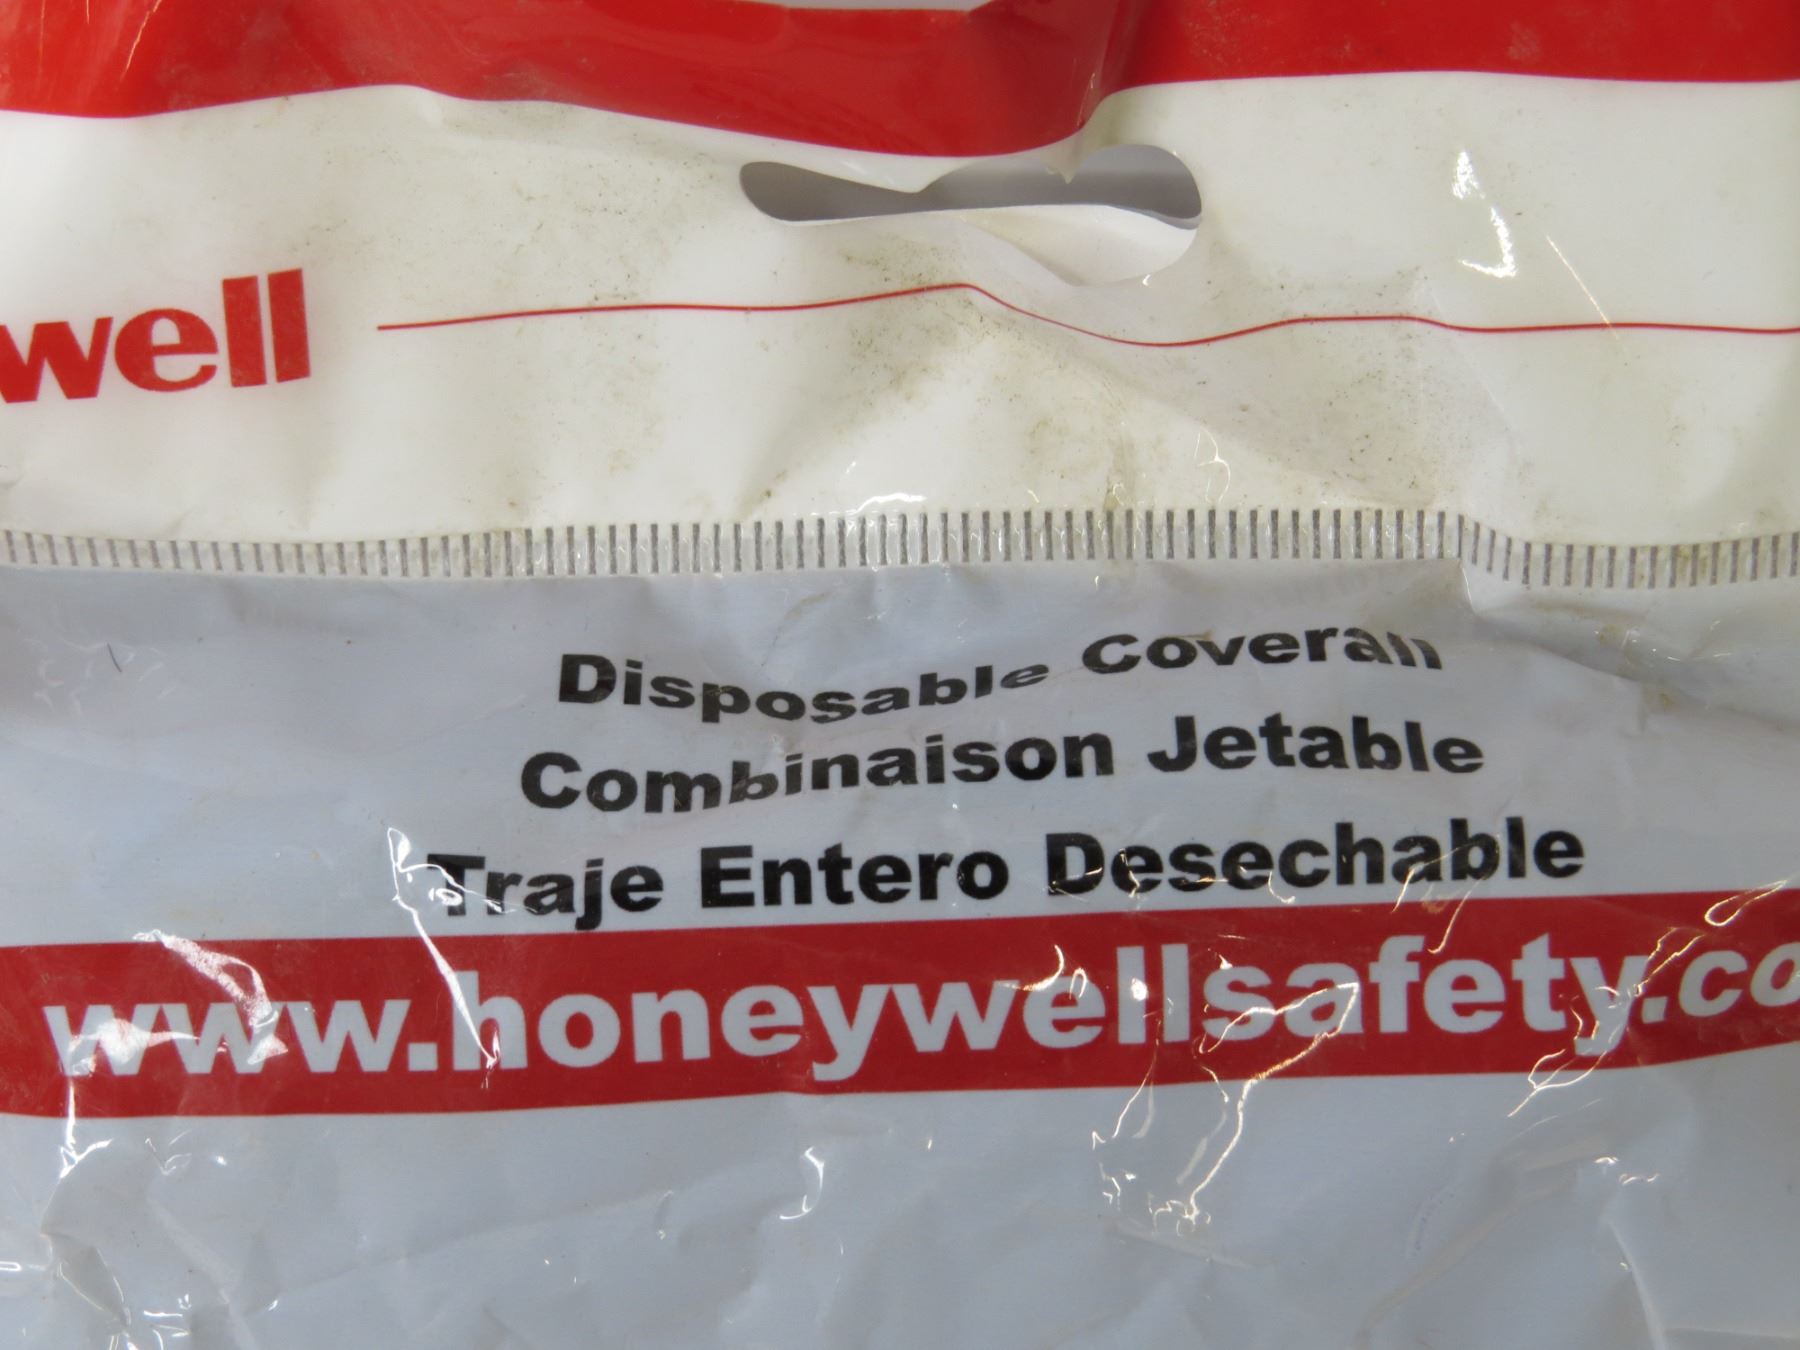 well
Disposable Coverall
Combinaison Jetable
Traje Entero Desechable
www.honeywellsafety.co